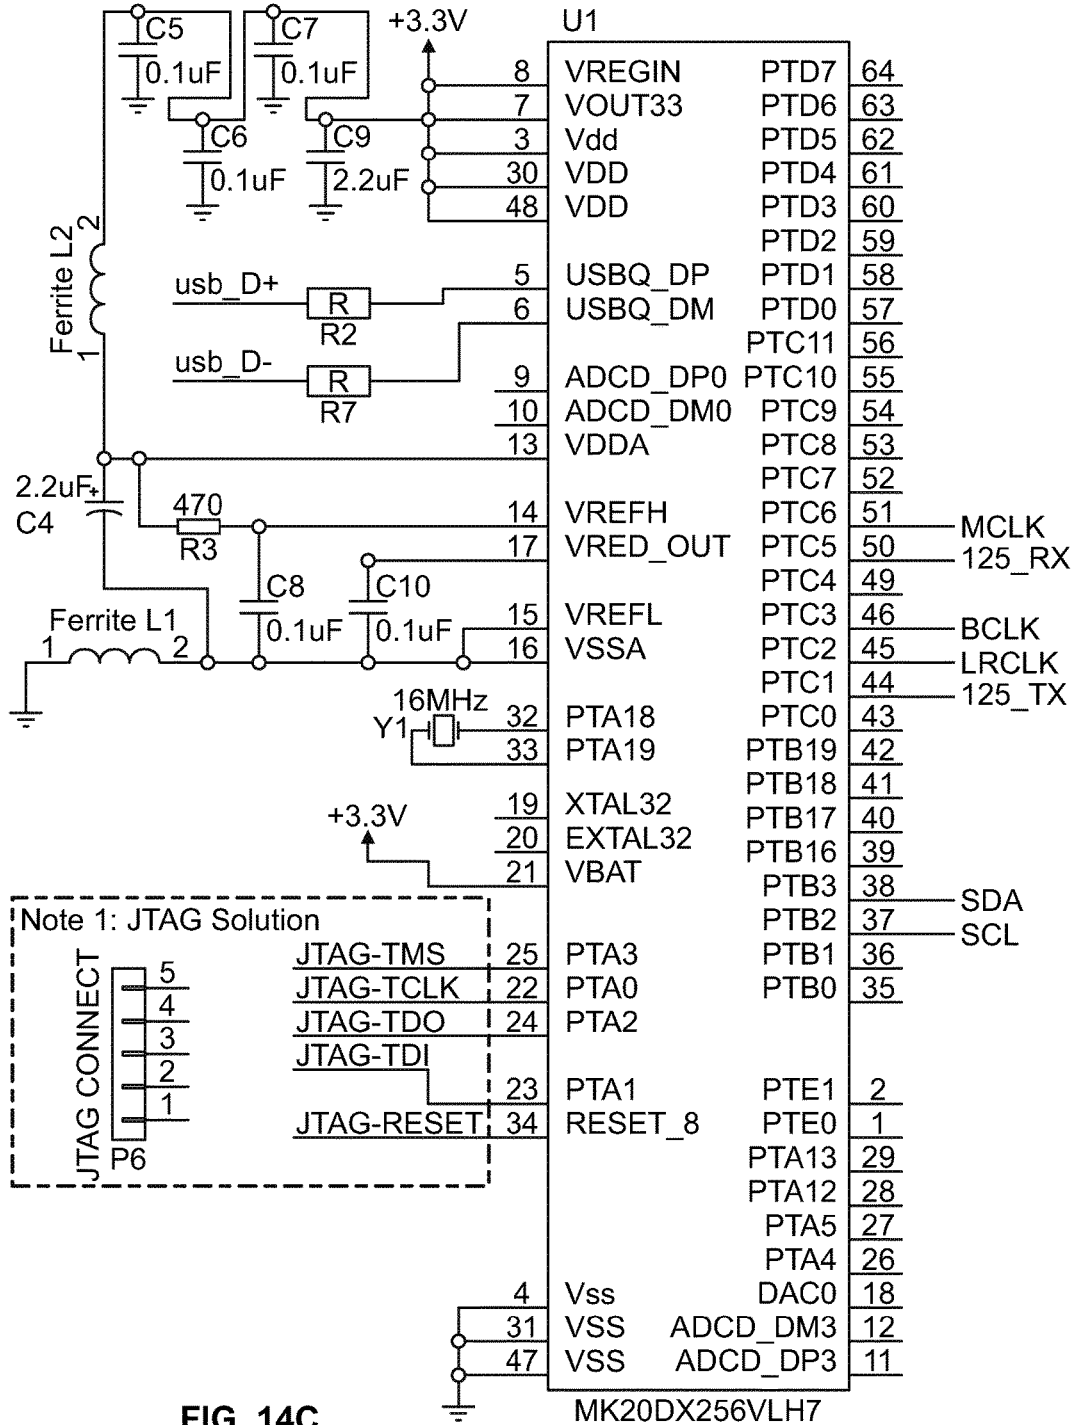 +3.3V
U1
C5
0.1uF
C7
0.1uF
C6
0.1uF
C9
2.2uF
8 VREGIN PTD7 64
7 VOUT33 PTD6 63
3 Vdd PTD5 62
30 VDD PTD4 61
48 VDD PTD3 60
PTD2 59
Ferrite L2
2
1
usb_D+
R
R2
5 USBQ_DP PTD1 58
6 USBQ_DM PTD0 57
PTC11 56
usb_D-
R
R7
9 ADCD_DP0 PTC10 55
10 ADCD_DM0 PTC9 54
13 VDDA PTC8 53
PTC7 52
2.2uF+
C4
470
R3
14 VREFH PTC6 51 MCLK
17 VRED_OUT PTC5 50 125_RX
PTC4 49
C8
0.1uF
C10
0.1uF
Ferrite L1
1 2
15 VREFL PTC3 46 BCLK
16 VSSA PTC2 45 LRCLK
PTC1 44 125_TX
16MHz
Y1
32 PTA18 PTC0 43
33 PTA19 PTB19 42
PTB18 41
19 XTAL32 PTB17 40
20 EXTAL32 PTB16 39
+3.3V
21 VBAT PTB3 38 SDA
PTB2 37 SCL
Note 1: JTAG Solution
JTAG CONNECT
5
4
3
2
1
P6
JTAG-TMS 25 PTA3 PTB1 36
JTAG-TCLK 22 PTA0 PTB0 35
JTAG-TDO 24 PTA2
JTAG-TDI 23 PTA1 PTE1 2
JTAG-RESET 34 RESET_8 PTE0 1
PTA13 29
PTA12 28
PTA5 27
PTA4 26
4 Vss DAC0 18
31 VSS ADCD_DM3 12
47 VSS ADCD_DP3 11
MK20DX256VLH7
FIG. 14C